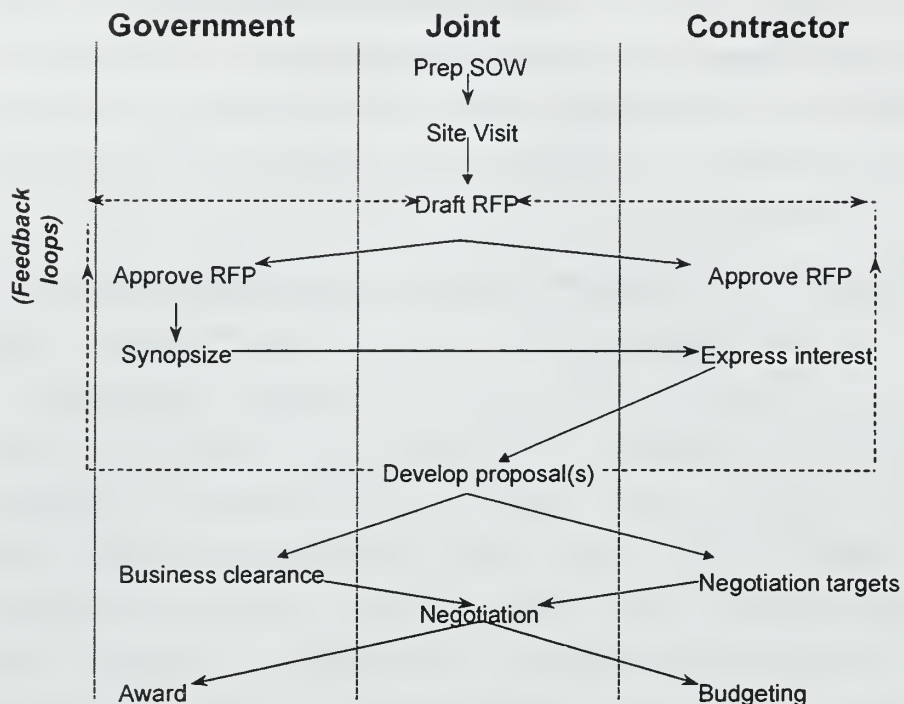 Government Joint Contractor
Prep SOW
Site Visit
Draft RFP
(Feedback
loops)
Approve RFP Approve RFP
Synopsize Express interest
Develop proposal(s)
Business clearance Negotiation targets
Negotiation
Award Budgeting